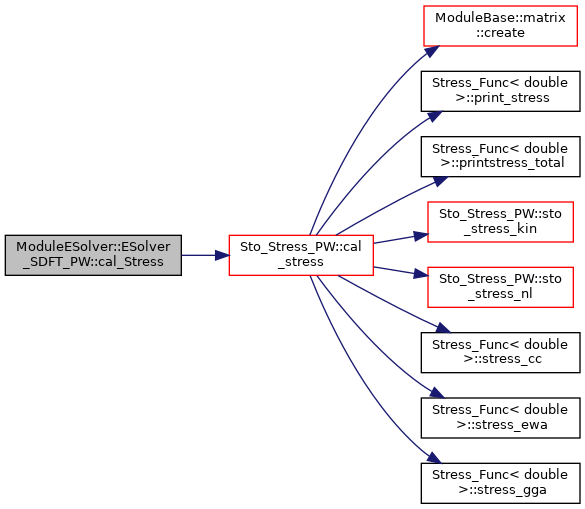 ModuleESolver::ESolver
_SDFT_PW::cal_Stress
Sto_Stress_PW::cal
_stress
ModuleBase::matrix
::create
Stress_Func< double
>::print_stress
Stress_Func< double
>::printstress_total
Sto_Stress_PW::sto
_stress_kin
Sto_Stress_PW::sto
_stress_nl
Stress_Func< double
>::stress_cc
Stress_Func< double
>::stress_ewa
Stress_Func< double
>::stress_gga